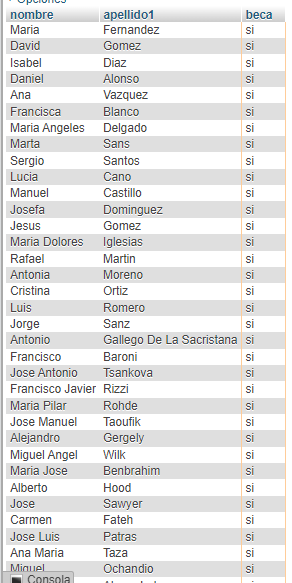 Opciones
nombre apellido1 beca
Maria Fernandez si
David Gomez si
Isabel Diaz si
Daniel Alonso si
Ana Vazquez si
Francisca Blanco si
Maria Angeles Delgado si
Marta Sans si
Sergio Santos si
Lucia Cano si
Manuel Castillo si
Josefa Dominguez si
Jesus Gomez si
Maria Dolores Iglesias si
Rafael Martin si
Antonia Moreno si
Cristina Ortiz si
Luis Romero si
Jorge Sanz si
Antonio Gallego De La Sacristana si
Francisco Baroni si
Jose Antonio Tsankova si
Francisco Javier Rizzi si
Maria Pilar Rohde si
Jose Manuel Taoufik si
Alejandro Gergely si
Miguel Angel Wilk si
Maria Jose Benbrahim si
Alberto Hood si
Jose Sawyer si
Carmen Fateh si
Jose Luis Patras si
Ana Maria Taza si
Miguel Ochandio si
Consola